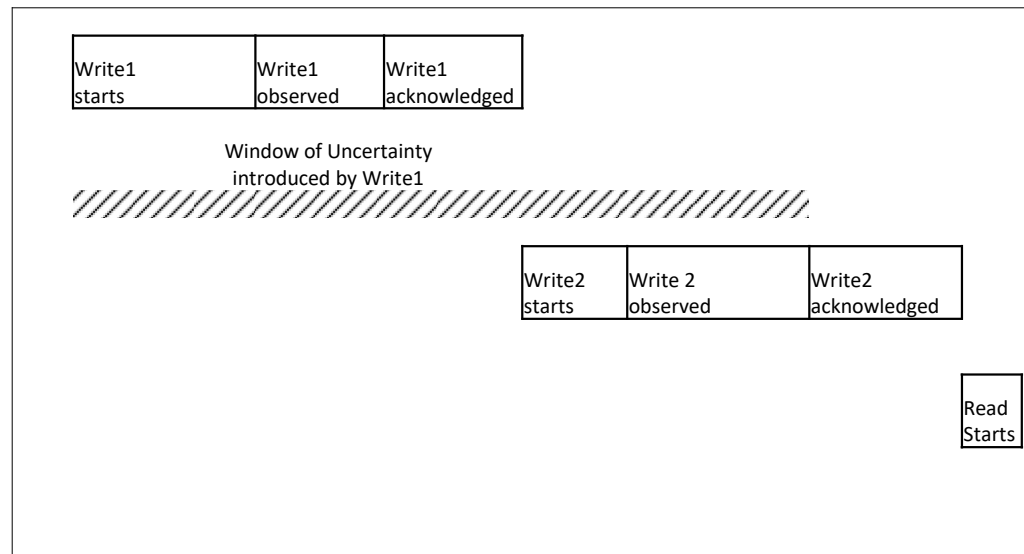 Write1 starts
Write1 observed
Write1 acknowledged
Window of Uncertainty
introduced by Write1
Write2 starts
Write 2 observed
Write2 acknowledged
Read
Starts